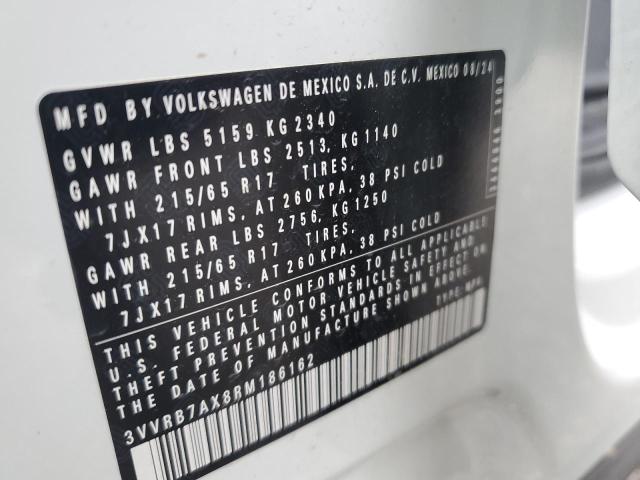 MFD BY VOLKSWAGEN DE MEXICO S.A. DE C.V. MEXICO 08/24
GVWR LBS 5159 KG 2340
GAWR FRONT LBS 2513, KG 1140
WITH 215/65 R17 TIRES,
7JX17 RIMS, AT 260 KPA, 38 PSI COLD
GAWR REAR LBS 2756, KG 1250
WITH 215/65 R17 TIRES,
7JX17 RIMS, AT 260 KPA, 38 PSI COLD
THIS VEHICLE CONFORMS TO ALL APPLICABLE
U.S. FEDERAL MOTOR VEHICLE SAFETY AND
THEFT PREVENTION STANDARDS IN EFFECT ON
THE DATE OF MANUFACTURE SHOWN ABOVE.
TYPE: MPV
3VVRB7AX8RM186162